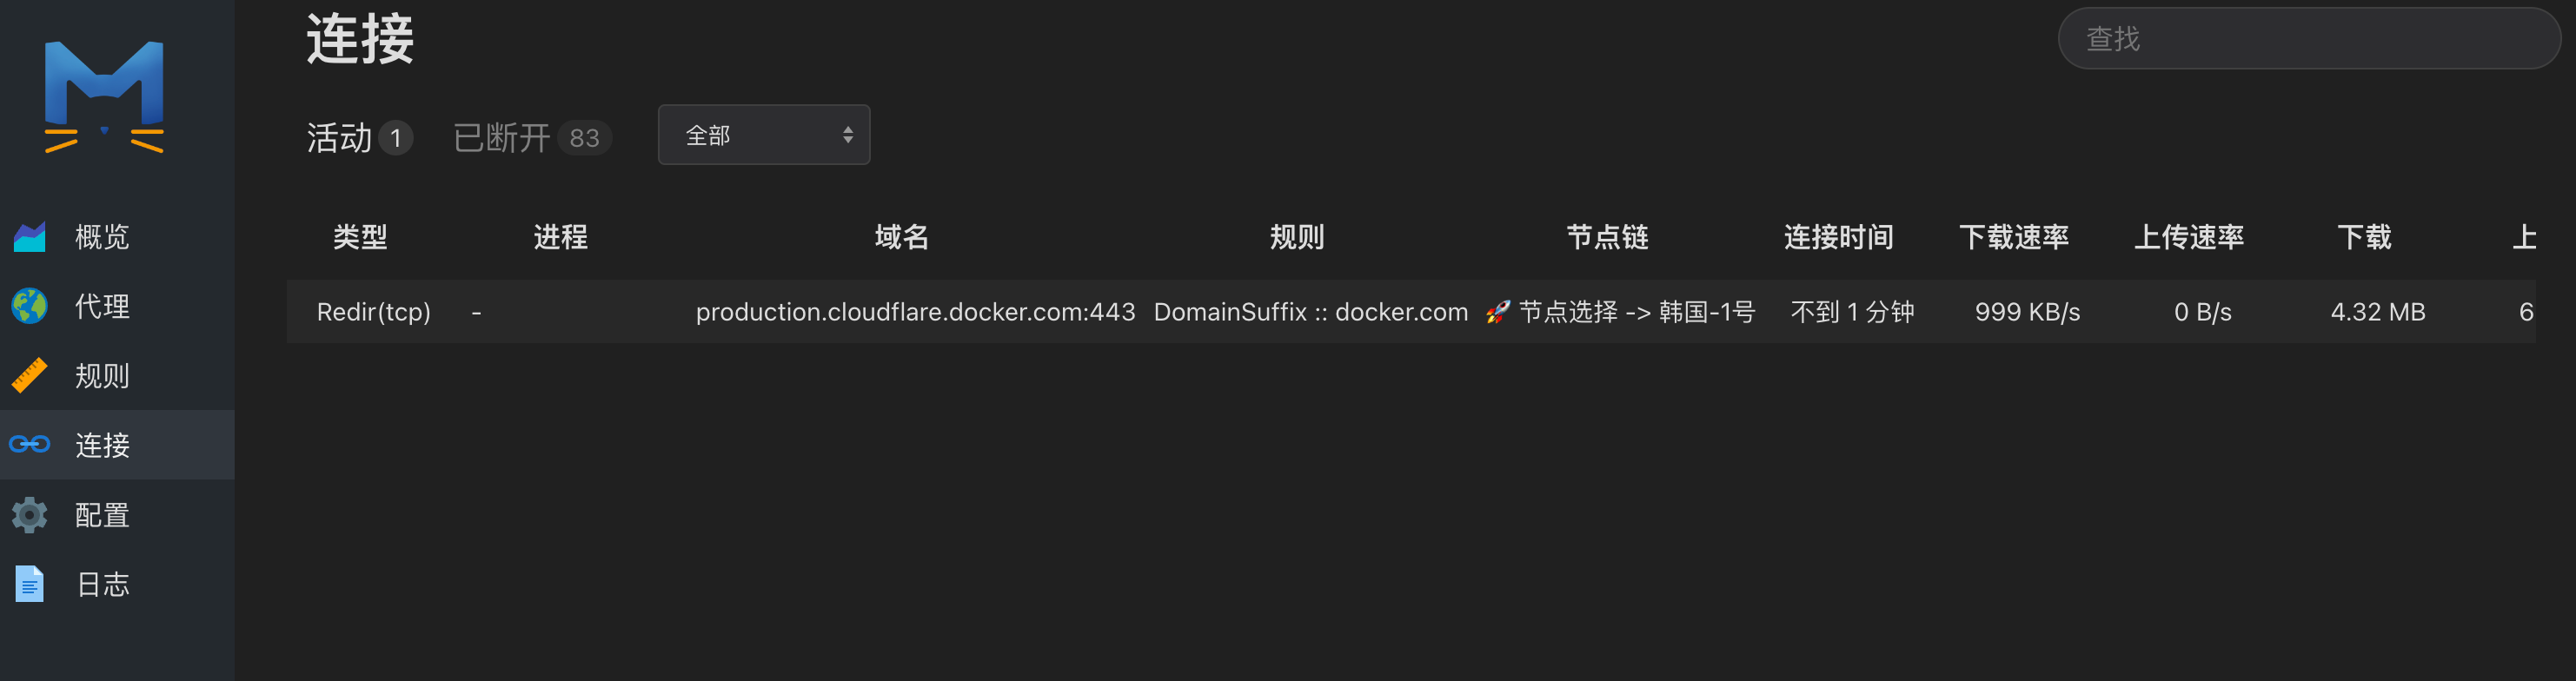 连接
查找
活动 1 已断开 83 全部
概览
代理
规则
连接
配置
日志
类型 进程 域名 规则 节点链 连接时间 下载速率 上传速率 下载 上
Redir(tcp) - production.cloudflare.docker.com:443 DomainSuffix :: docker.com 🚀 节点选择 -> 韩国-1号 不到 1 分钟 999 KB/s 0 B/s 4.32 MB 6